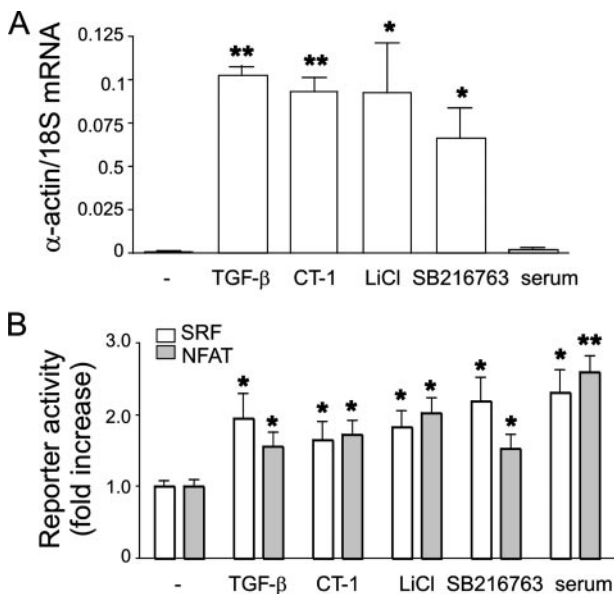 A
α-actin/18S mRNA
0.125
0.1
0.075
0.5
0.025
0
** ** * *
- TGF-β CT-1 LiCl SB216763 serum
B
Reporter activity
(fold increase)
3.0
2.0
1.0
0
SRF
NFAT
* * * * * * * * * **
- TGF-β CT-1 LiCl SB216763 serum